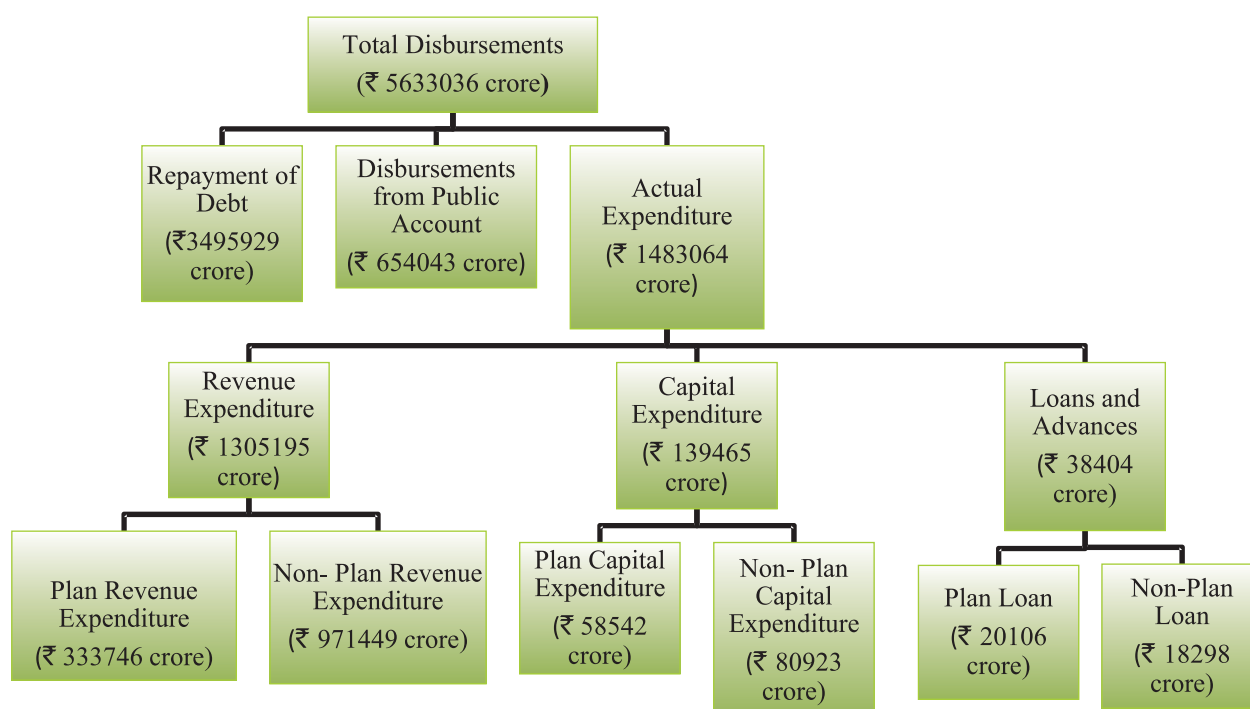 Total Disbursements
(₹ 5633036 crore)
Repayment of
Debt
(₹3495929
crore)
Disbursements
from Public
Account
(₹ 654043 crore)
Actual
Expenditure
(₹ 1483064
crore)
Revenue
Expenditure
(₹ 1305195
crore)
Capital
Expenditure
(₹ 139465
crore)
Loans and
Advances
(₹ 38404
crore)
Plan Revenue
Expenditure
(₹ 333746 crore)
Non- Plan Revenue
Expenditure
(₹ 971449 crore)
Plan Capital
Expenditure
(₹ 58542
crore)
Non- Plan
Capital
Expenditure
(₹ 80923
crore)
Plan Loan
(₹ 20106
crore)
Non-Plan
Loan
(₹ 18298
crore)